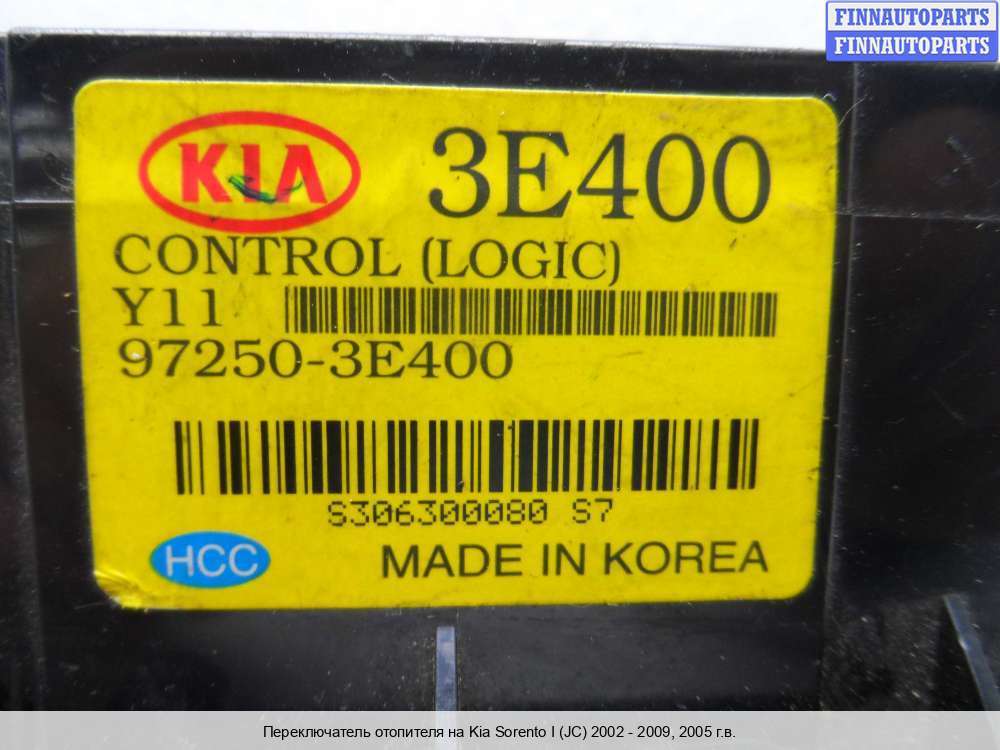 FINNAUTOPARTS
FINNAUTOPARTS
KIA 3E400
CONTROL (LOGIC)
Y11
97250-3E400
S306300080 S7
HCC MADE IN KOREA
Переключатель отопителя на Kia Sorento I (JC) 2002 - 2009, 2005 г.в.